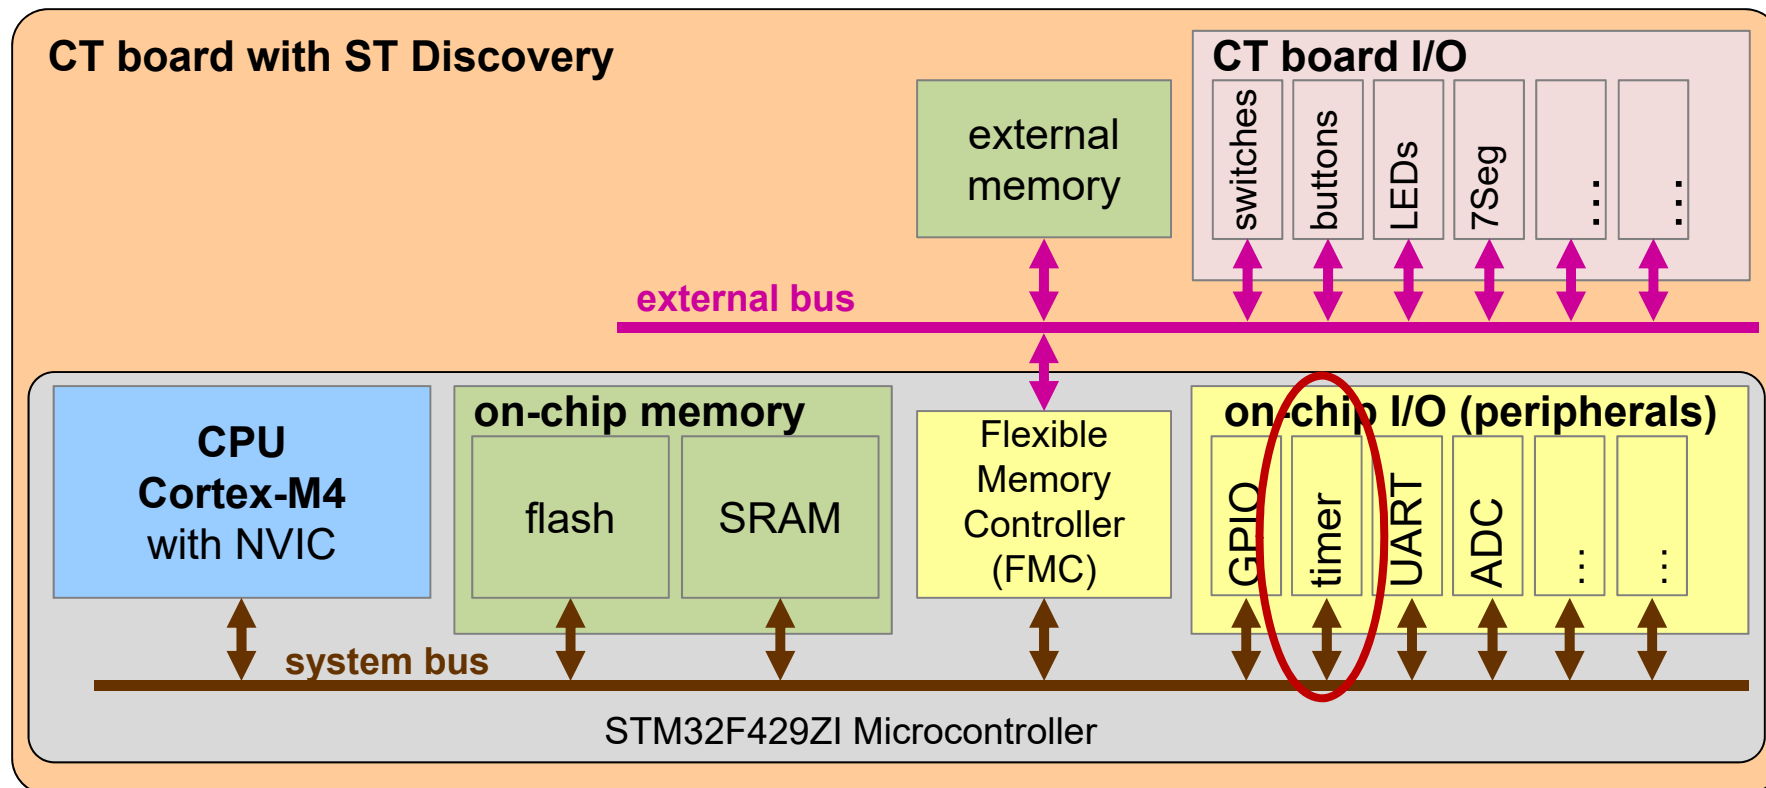 CT board with ST Discovery
external
memory
CT board I/O
switches
buttons
LEDs
7Seg
...
...
external bus
CPU
Cortex-M4
with NVIC
on-chip memory
flash
SRAM
Flexible
Memory
Controller
(FMC)
on-chip I/O (peripherals)
GPIO
timer
UART
ADC
...
...
system bus
STM32F429ZI Microcontroller